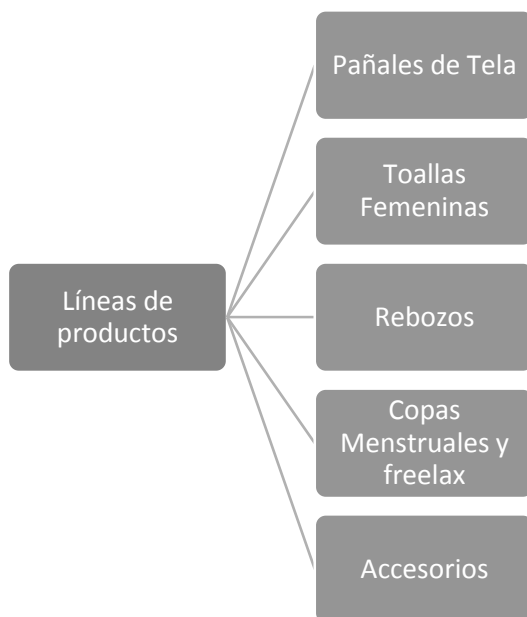 Líneas de
productos
Pañales de Tela
Toallas
Femeninas
Rebozos
Copas
Menstruales y
freelax
Accesorios